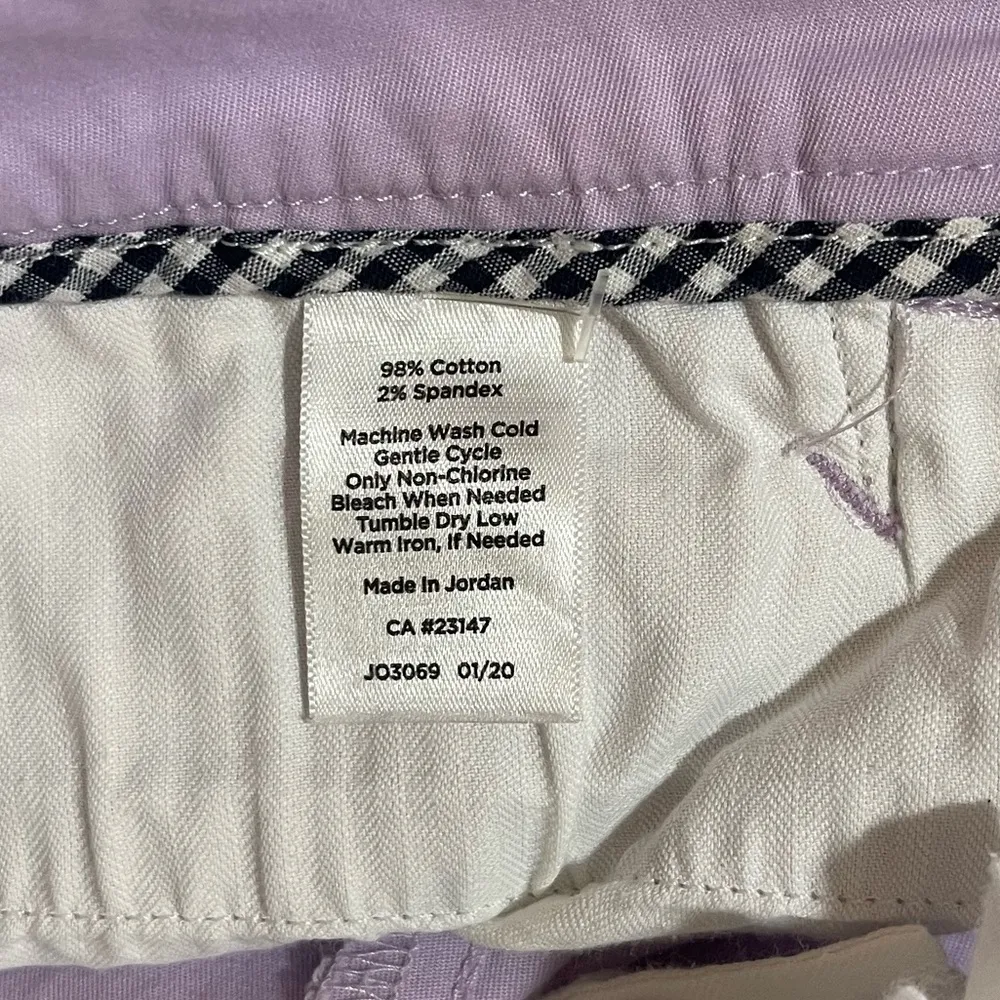 98% Cotton
2% Spandex
Machine Wash Cold
Gentle Cycle
Only Non-Chlorine
Bleach When Needed
Tumble Dry Low
Warm Iron, If Needed
Made In Jordan
CA #23147
JO3069 01/20